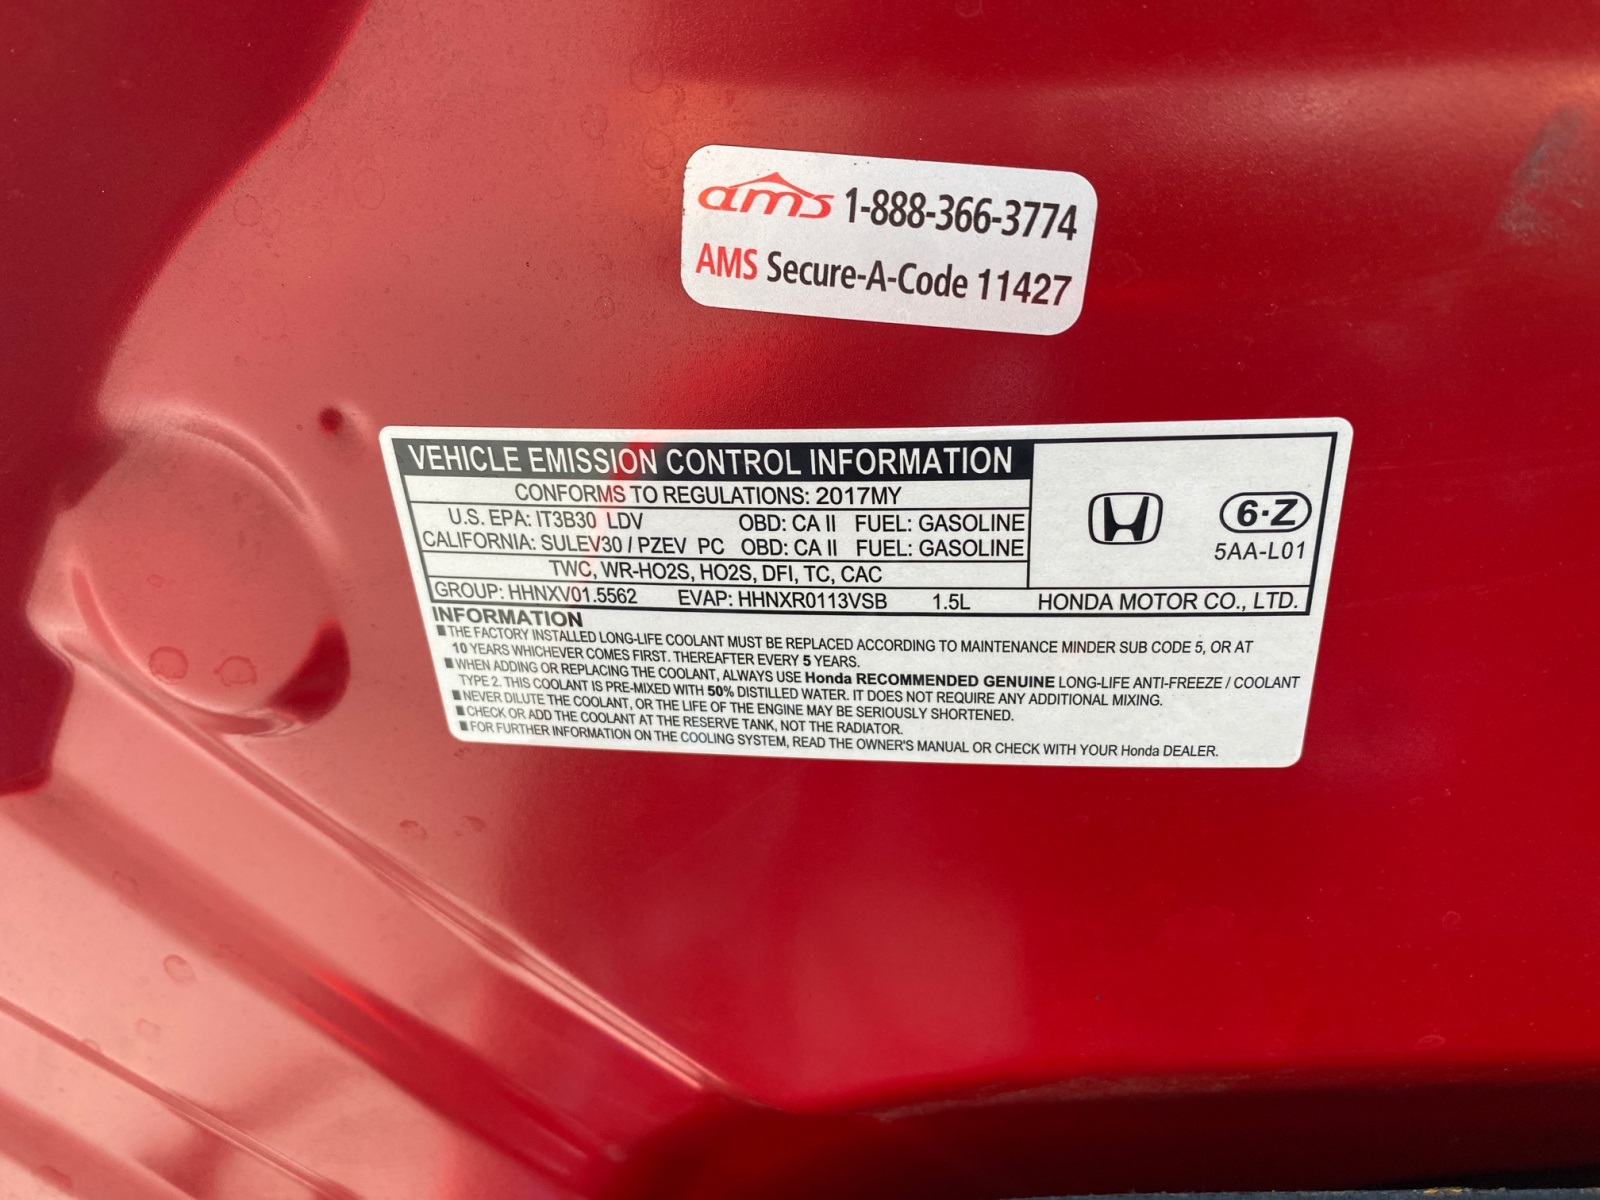 ams 1-888-366-3774
AMS Secure-A-Code 11427
VEHICLE EMISSION CONTROL INFORMATION
CONFORMS TO REGULATIONS: 2017MY
U.S. EPA: IT3B30 LDV OBD: CA II FUEL: GASOLINE
CALIFORNIA: SULEV30 / PZEV PC OBD: CA II FUEL: GASOLINE
TWC, WR-HO2S, HO2S, DFI, TC, CAC
6·Z
5AA-L01
GROUP: HHNXV01.5562 EVAP: HHNXR0113VSB 1.5L HONDA MOTOR CO., LTD.
INFORMATION
■THE FACTORY INSTALLED LONG-LIFE COOLANT MUST BE REPLACED ACCORDING TO MAINTENANCE MINDER SUB CODE 5, OR AT
10 YEARS WHICHEVER COMES FIRST. THEREAFTER EVERY 5 YEARS.
■WHEN ADDING OR REPLACING THE COOLANT, ALWAYS USE Honda RECOMMENDED GENUINE LONG-LIFE ANTI-FREEZE / COOLANT
TYPE 2. THIS COOLANT IS PRE-MIXED WITH 50% DISTILLED WATER. IT DOES NOT REQUIRE ANY ADDITIONAL MIXING.
■NEVER DILUTE THE COOLANT, OR THE LIFE OF THE ENGINE MAY BE SERIOUSLY SHORTENED.
■CHECK OR ADD THE COOLANT AT THE RESERVE TANK, NOT THE RADIATOR.
■FOR FURTHER INFORMATION ON THE COOLING SYSTEM, READ THE OWNER'S MANUAL OR CHECK WITH YOUR Honda DEALER.